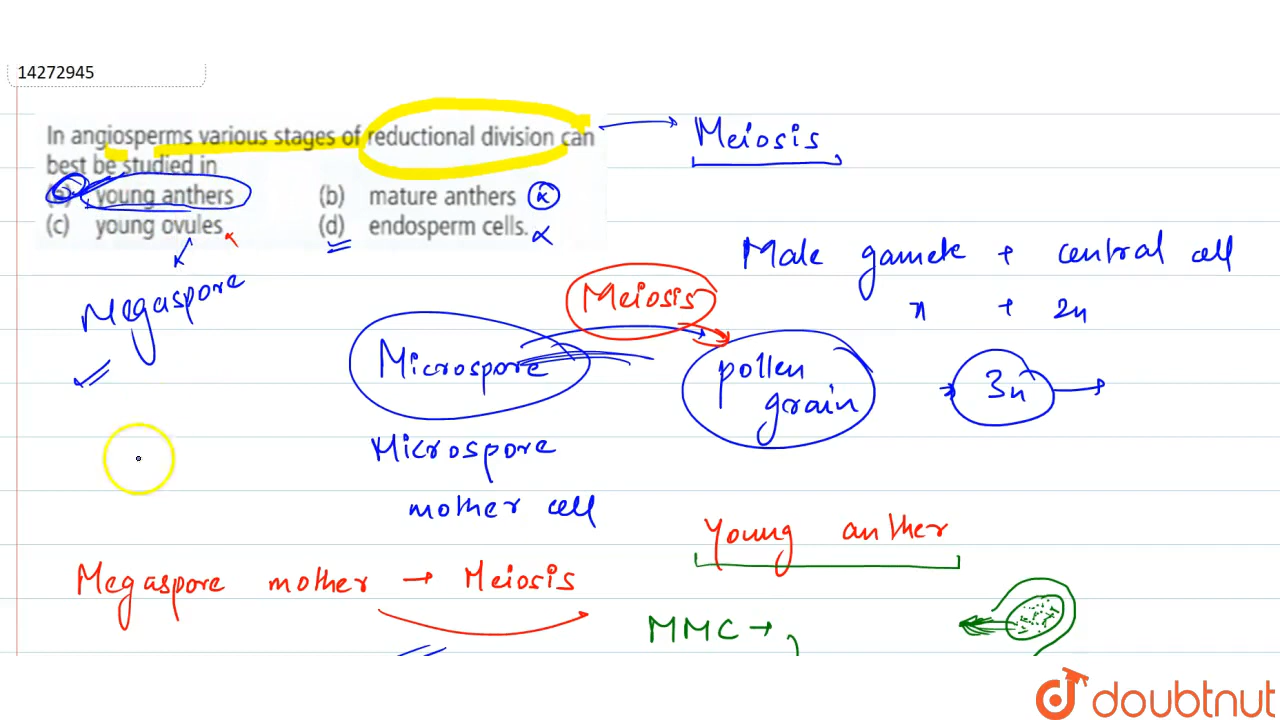 14272945
In angiosperms various stages of reductional division can
best be studied in
(a) young anthers (b) mature anthers
(c) young ovules (d) endosperm cells.
Meiosis
Male gamete + central cell
n + 2n
Megaspore
Meiosis
Microspore
pollen
grain
3n
Microspore
mother cell
Young anther
Megaspore mother → Meiosis
MMC →
doubtnut